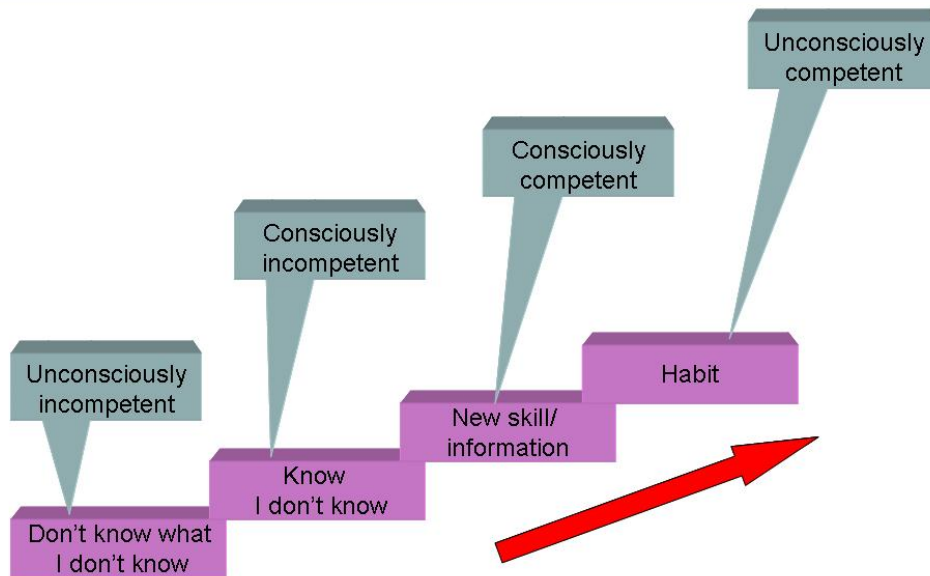 Unconsciously
competent
Consciously
competent
Consciously
incompetent
Unconsciously
incompetent
Habit
New skill/
information
Know
I don't know
Don't know what
I don't know